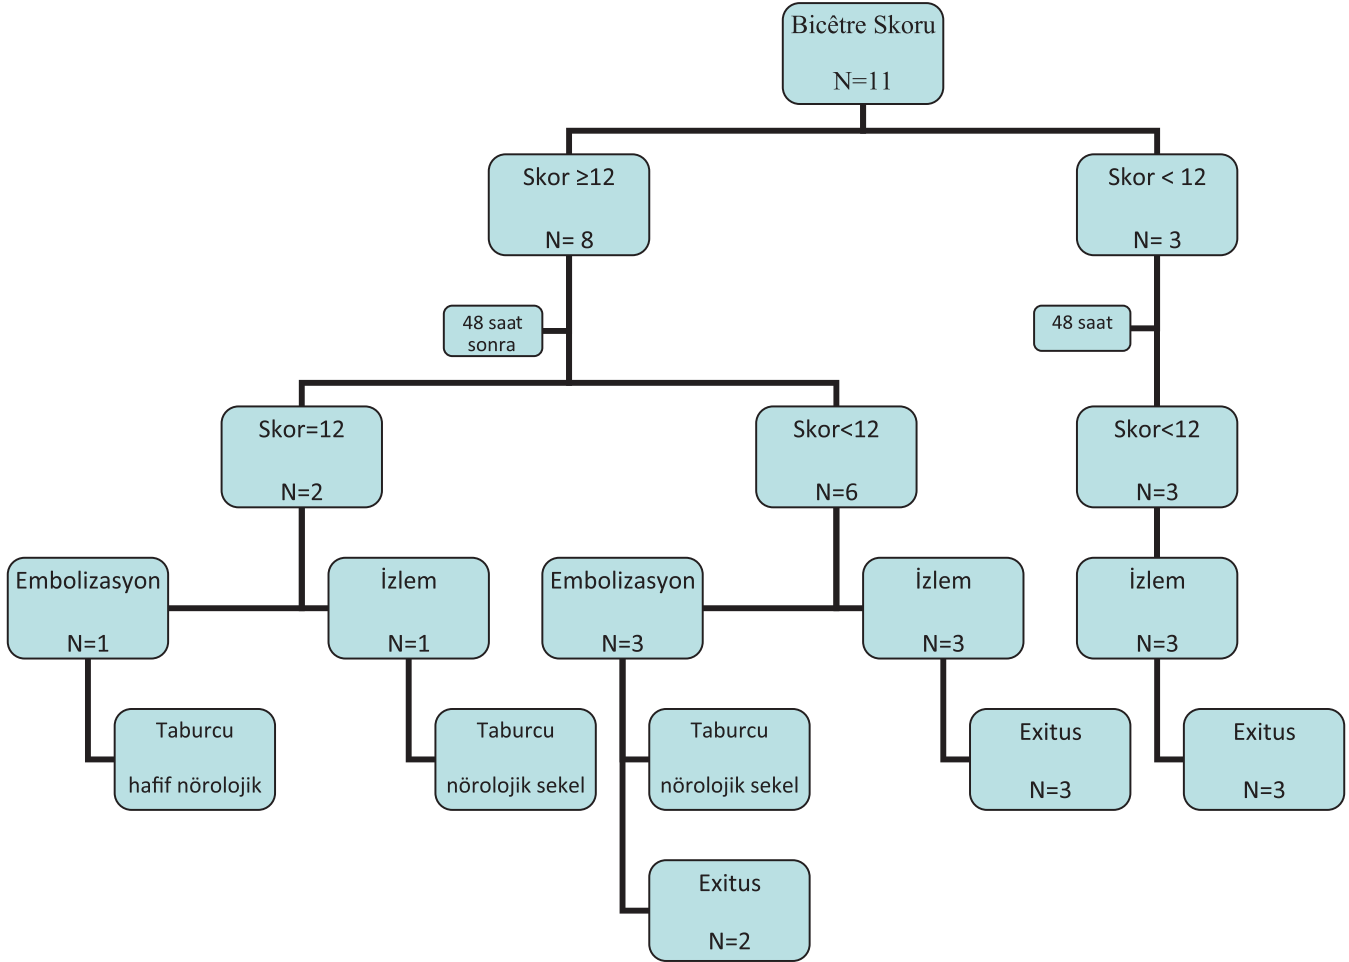 Bicêtre Skoru
N=11
Skor ≥12
N= 8
Skor < 12
N= 3
48 saat
sonra
48 saat
Skor=12
N=2
Skor<12
N=6
Skor<12
N=3
Embolizasyon
N=1
İzlem
N=1
Embolizasyon
N=3
İzlem
N=3
İzlem
N=3
Taburcu
hafif nörolojik
Taburcu
nörolojik sekel
Taburcu
nörolojik sekel
Exitus
N=3
Exitus
N=3
Exitus
N=2